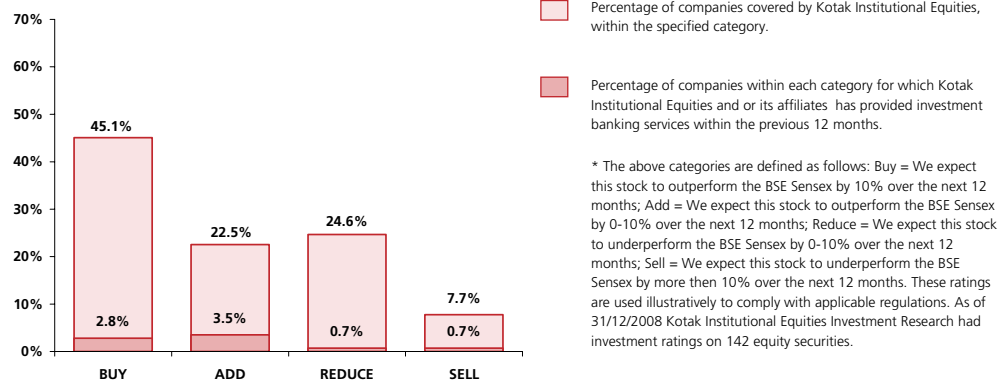 70%
60%
50%
40%
30%
20%
10%
0%
45.1%
22.5%
24.6%
7.7%
2.8%
3.5%
0.7%
0.7%
BUY
ADD
REDUCE
SELL
Percentage of companies covered by Kotak Institutional Equities,
within the specified category.
Percentage of companies within each category for which Kotak
Institutional Equities and or its affiliates has provided investment
banking services within the previous 12 months.
* The above categories are defined as follows: Buy = We expect
this stock to outperform the BSE Sensex by 10% over the next 12
months; Add = We expect this stock to outperform the BSE Sensex
by 0-10% over the next 12 months; Reduce = We expect this stock
to underperform the BSE Sensex by 0-10% over the next 12
months; Sell = We expect this stock to underperform the BSE
Sensex by more then 10% over the next 12 months. These ratings
are used illustratively to comply with applicable regulations. As of
31/12/2008 Kotak Institutional Equities Investment Research had
investment ratings on 142 equity securities.